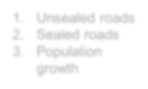 1. Unsealed roads
2. Sealed roads
3. Population
growth